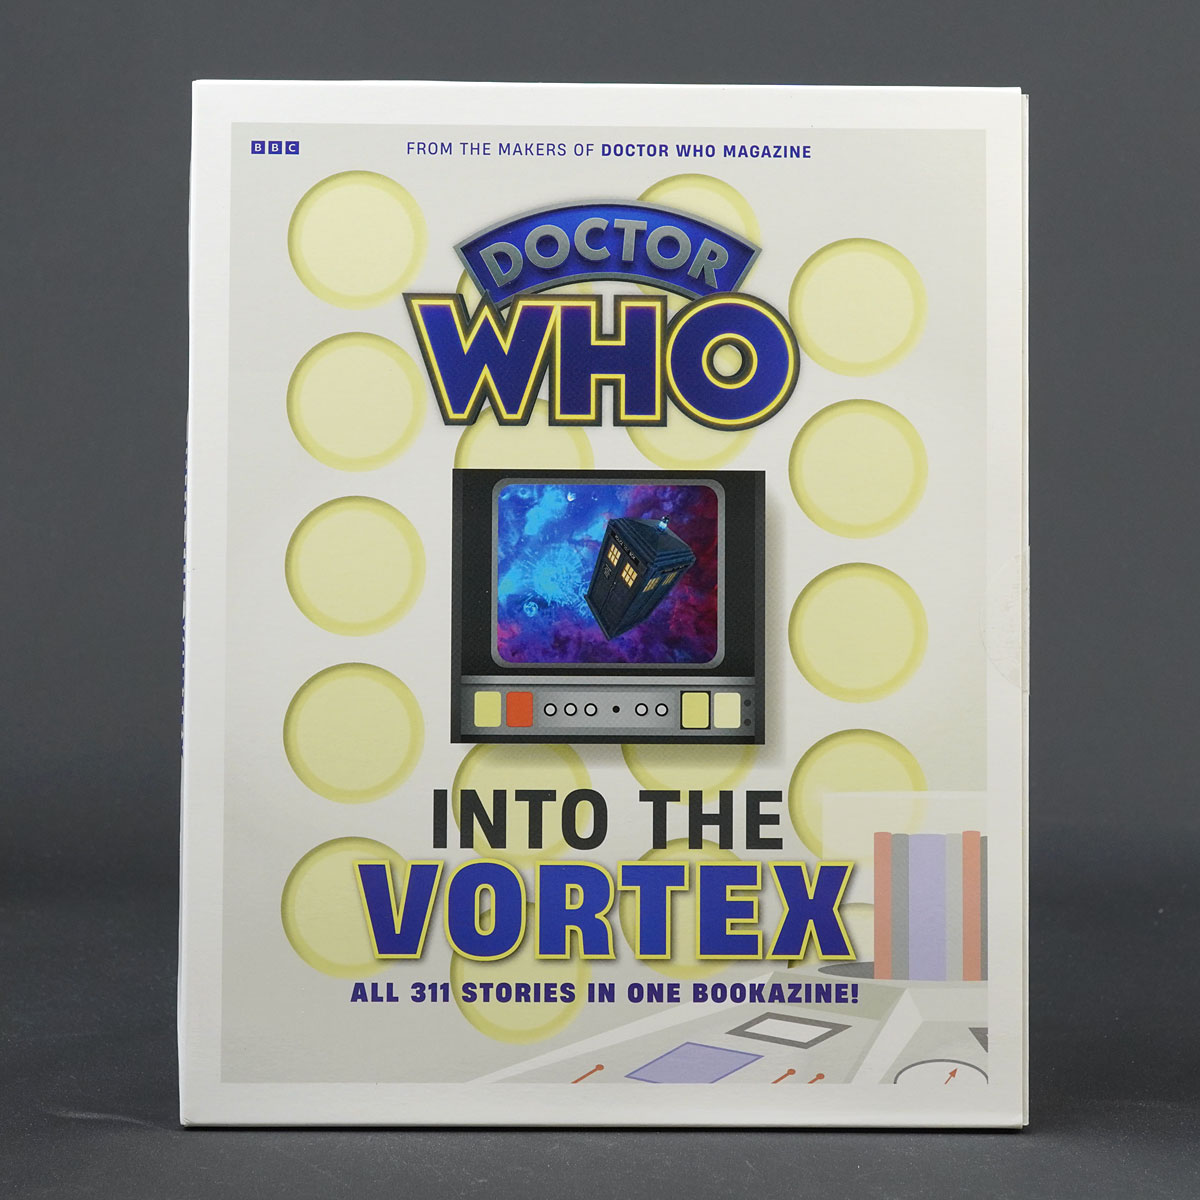 BBC
FROM THE MAKERS OF DOCTOR WHO MAGAZINE
DOCTOR
WHO
INTO THE
VORTEX
ALL 311 STORIES IN ONE BOOKAZINE!